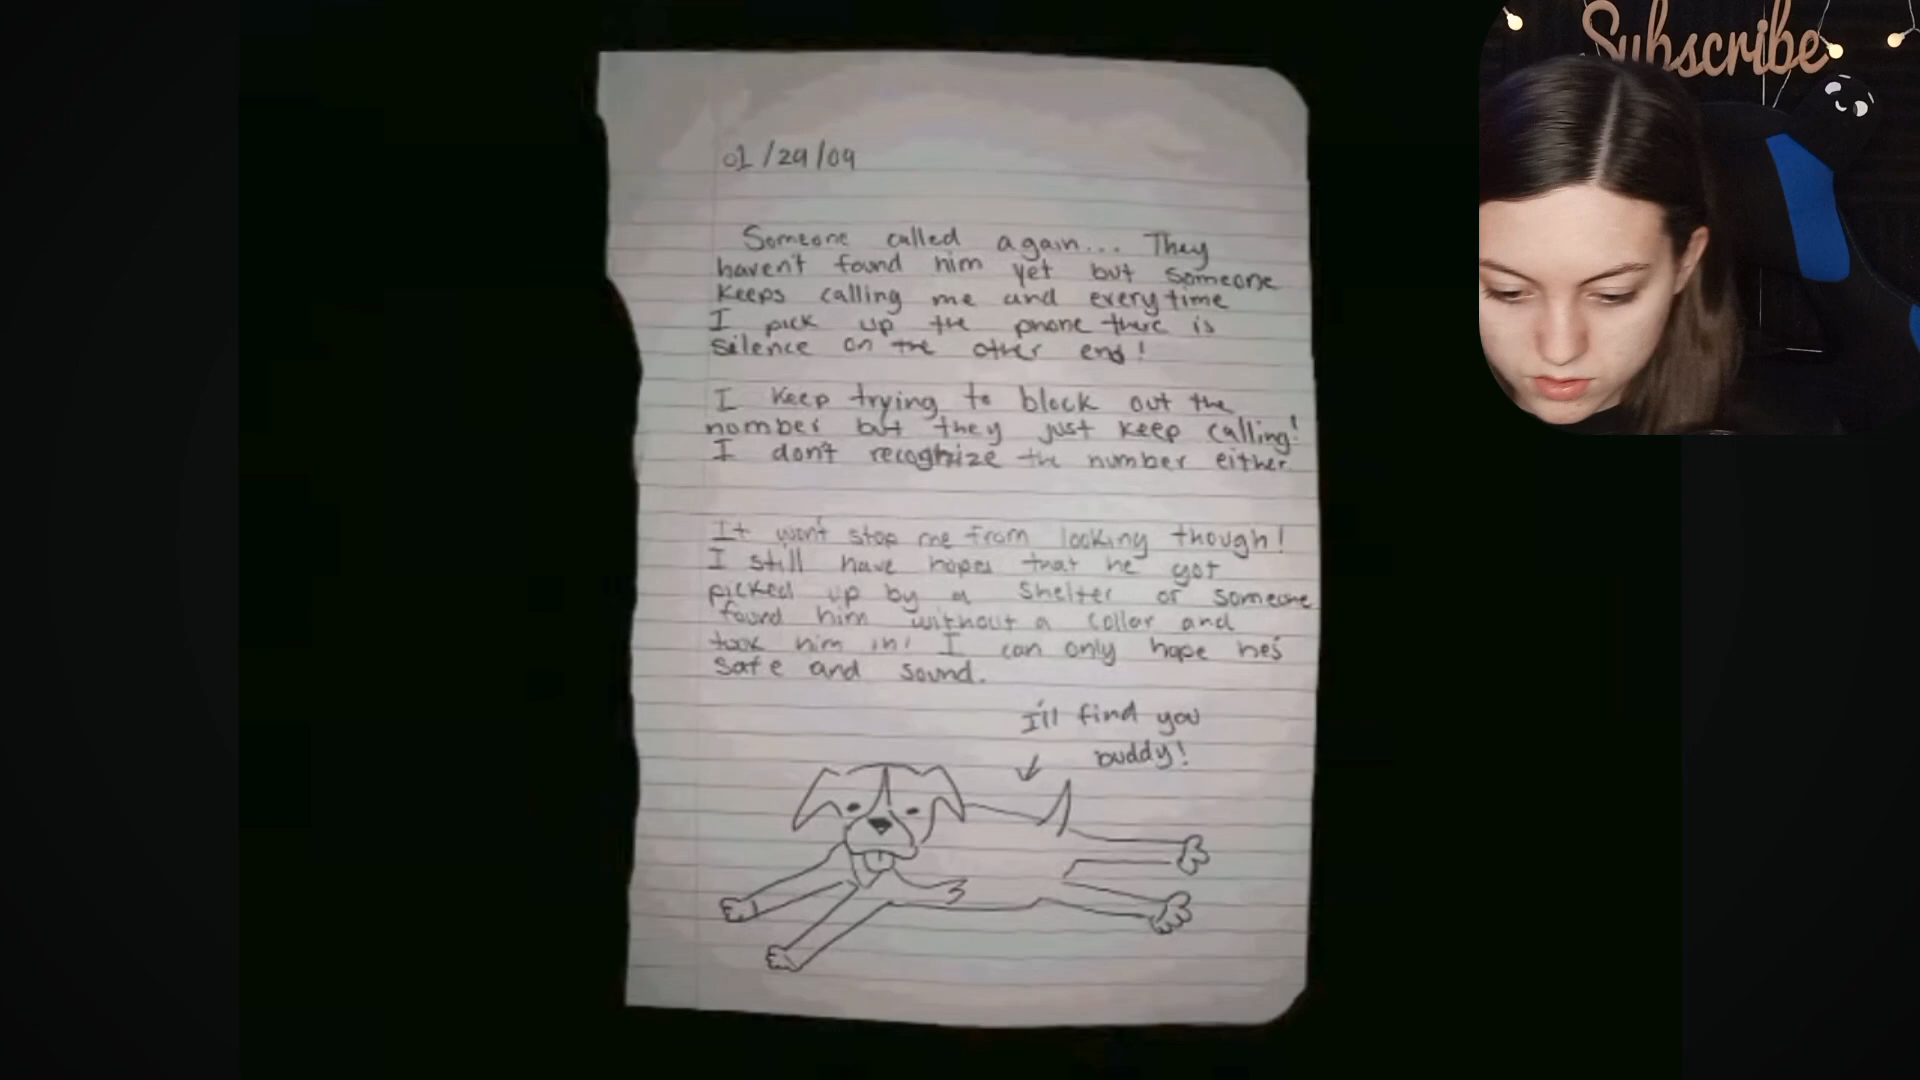 Subscribe
01/29/09
Someone called again... They
haven't found him yet but someone
keeps calling me and everytime
I pick up the phone there is
silence on the other end!
I keep trying to block out the
number but they just keep calling!
I don't recognize the number either
It won't stop me from looking though!
I still have hopes that he got
picked up by a shelter or someone
found him without a collar and
took him in! I can only hope he's
safe and sound.
I'll find you
buddy!